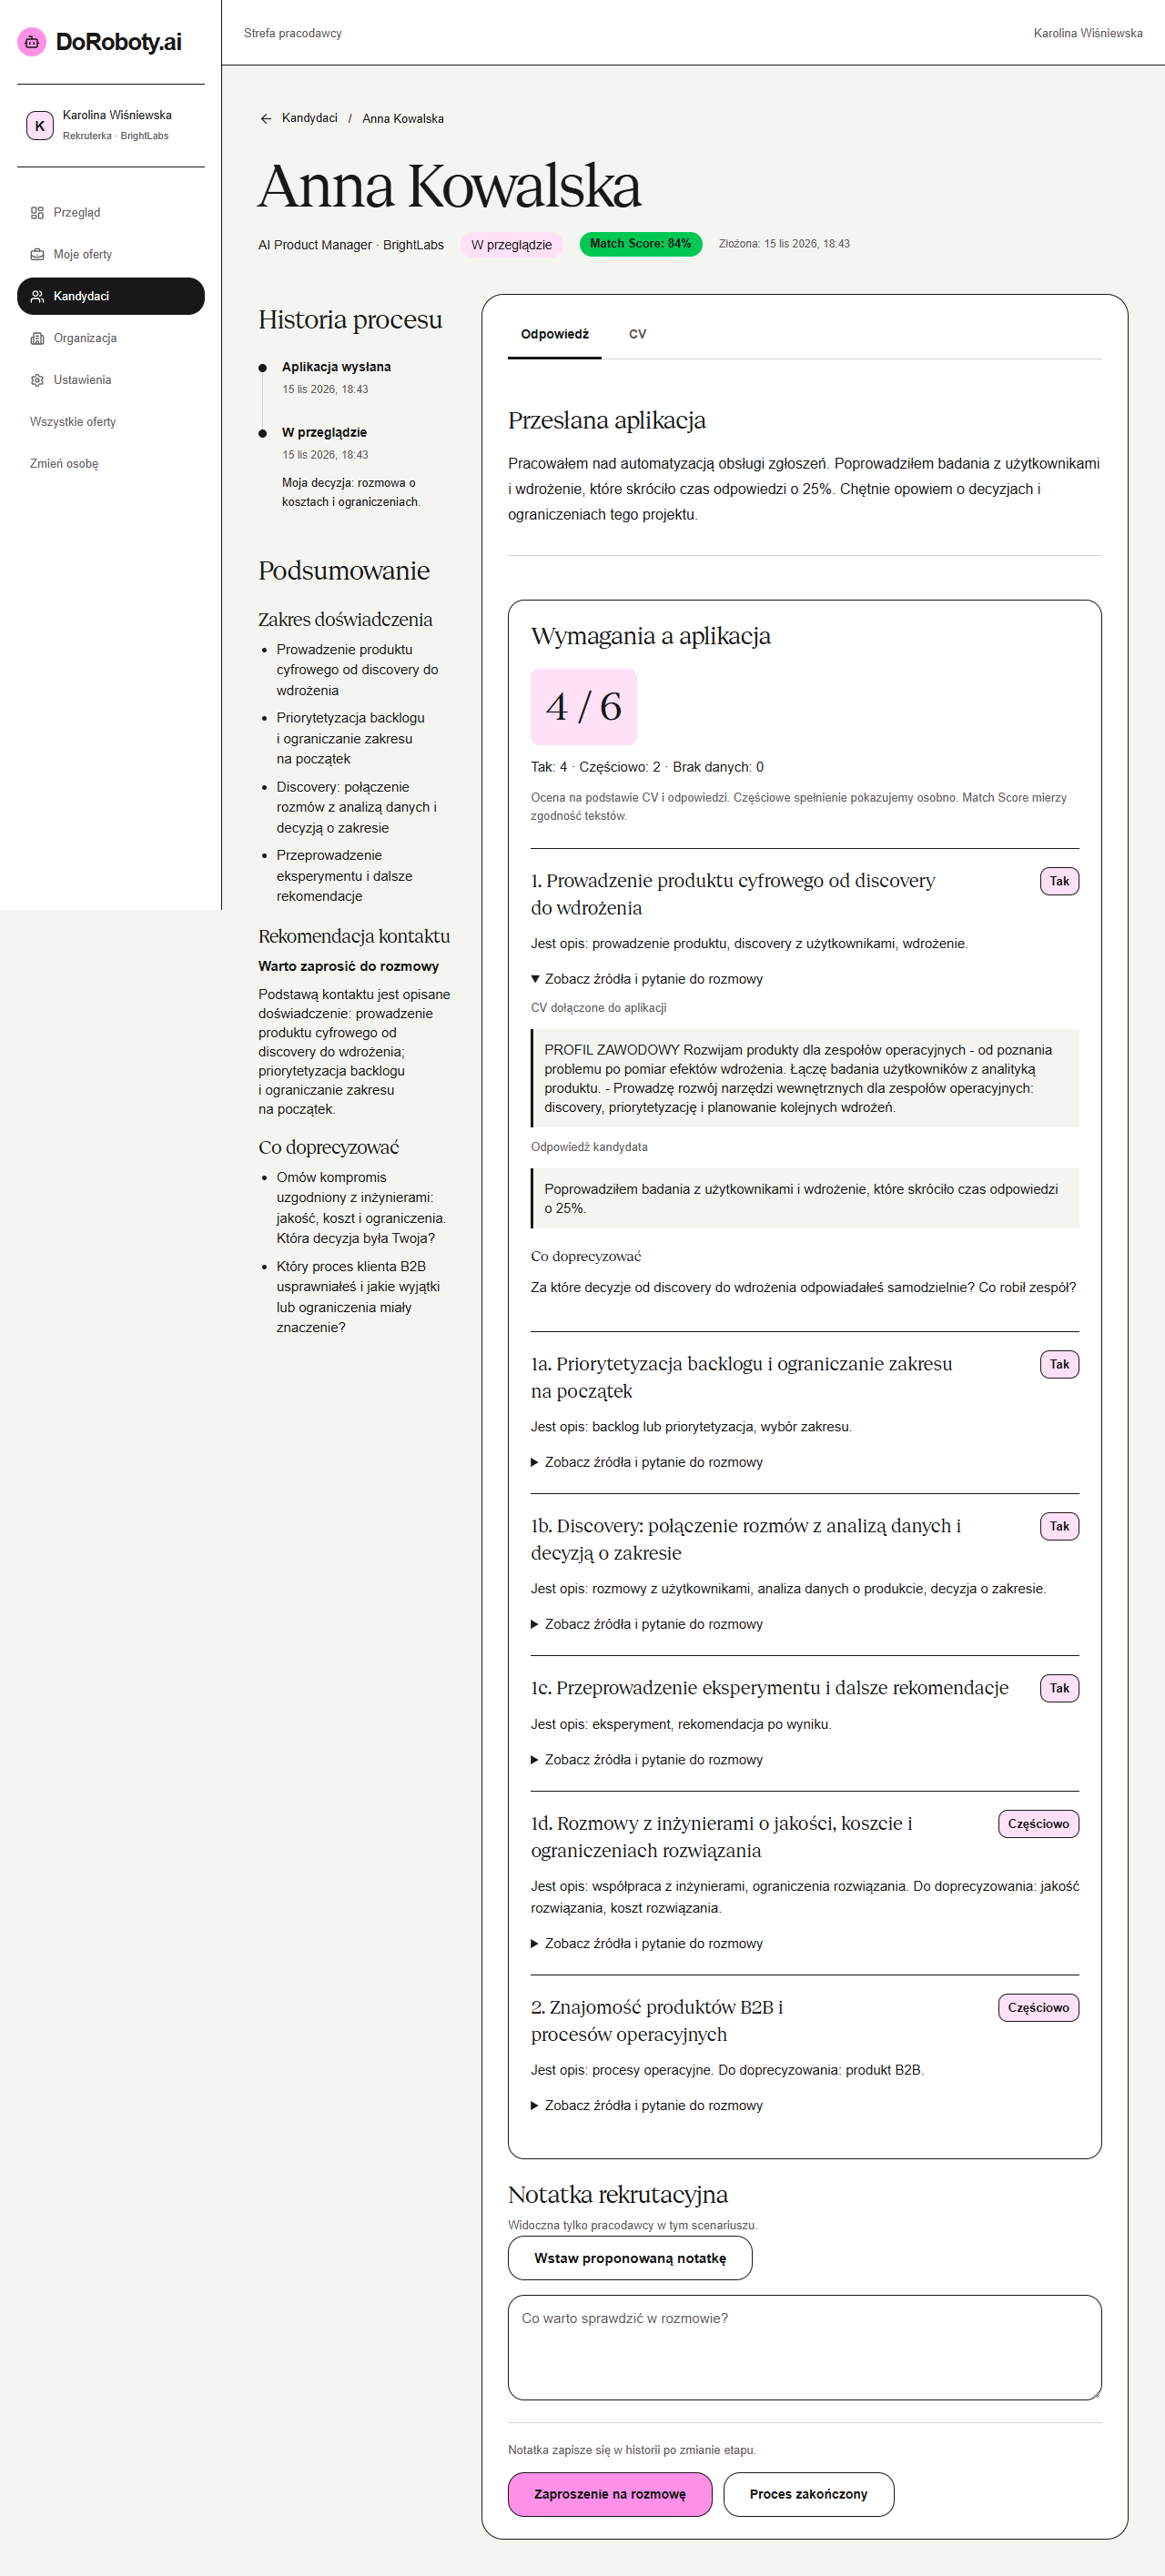 DoRoboty.ai
K
Karolina Wiśniewska
Rekruterka · BrightLabs
Przegląd
Moje oferty
Kandydaci
Organizacja
Ustawienia
Wszystkie oferty
Zmień osobę
Strefa pracodawcy
Karolina Wiśniewska
Kandydaci / Anna Kowalska
Anna Kowalska
AI Product Manager · BrightLabs
W przeglądzie
Match Score: 84%
Złożona: 15 lis 2026, 18:43
Historia procesu
Aplikacja wysłana
15 lis 2026, 18:43
W przeglądzie
15 lis 2026, 18:43
Moja decyzja: rozmowa o
kosztach i ograniczeniach.
Podsumowanie
Zakres doświadczenia
Prowadzenie produktu
cyfrowego od discovery do
wdrożenia
Priorytetyzacja backlogu
i ograniczanie zakresu
na początek
Discovery: połączenie
rozmów z analizą danych i
decyzją o zakresie
Przeprowadzenie
eksperymentu i dalsze
rekomendacje
Rekomendacja kontaktu
Warto zaprosić do rozmowy
Podstawą kontaktu jest opisane
doświadczenie: prowadzenie
produktu cyfrowego od
discovery do wdrożenia;
priorytetyzacja backlogu
i ograniczanie zakresu
na początek.
Co doprecyzować
Omów kompromis
uzgodniony z inżynierami:
jakość, koszt i ograniczenia.
Która decyzja była Twoja?
Który proces klienta B2B
usprawniałeś i jakie wyjątki
lub ograniczenia miały
znaczenie?
Odpowiedź
CV
Przesłana aplikacja
Pracowałem nad automatyzacją obsługi zgłoszeń. Poprowadziłem badania z użytkownikami
i wdrożenie, które skróciło czas odpowiedzi o 25%. Chętnie opowiem o decyzjach i
ograniczeniach tego projektu.
Wymagania a aplikacja
4 / 6
Tak: 4 · Częściowo: 2 · Brak danych: 0
Ocena na podstawie CV i odpowiedzi. Częściowe spełnienie pokazujemy osobno. Match Score mierzy
zgodność tekstów.
1. Prowadzenie produktu cyfrowego od discovery
do wdrożenia
Tak
Jest opis: prowadzenie produktu, discovery z użytkownikami, wdrożenie.
Zobacz źródła i pytanie do rozmowy
CV dołączone do aplikacji
PROFIL ZAWODOWY Rozwijam produkty dla zespołów operacyjnych - od poznania
problemu po pomiar efektów wdrożenia. Łączę badania użytkowników z analityką
produktu. - Prowadzę rozwój narzędzi wewnętrznych dla zespołów operacyjnych:
discovery, priorytetyzację i planowanie kolejnych wdrożeń.
Odpowiedź kandydata
Poprowadziłem badania z użytkownikami i wdrożenie, które skróciło czas odpowiedzi
o 25%.
Co doprecyzować
Za które decyzje od discovery do wdrożenia odpowiadałeś samodzielnie? Co robił zespół?
1a. Priorytetyzacja backlogu i ograniczanie zakresu
na początek
Tak
Jest opis: backlog lub priorytetyzacja, wybór zakresu.
Zobacz źródła i pytanie do rozmowy
1b. Discovery: połączenie rozmów z analizą danych i
decyzją o zakresie
Tak
Jest opis: rozmowy z użytkownikami, analiza danych o produkcie, decyzja o zakresie.
Zobacz źródła i pytanie do rozmowy
1c. Przeprowadzenie eksperymentu i dalsze rekomendacje
Tak
Jest opis: eksperyment, rekomendacja po wyniku.
Zobacz źródła i pytanie do rozmowy
1d. Rozmowy z inżynierami o jakości, koszcie i
ograniczeniach rozwiązania
Częściowo
Jest opis: współpraca z inżynierami, ograniczenia rozwiązania. Do doprecyzowania: jakość
rozwiązania, koszt rozwiązania.
Zobacz źródła i pytanie do rozmowy
2. Znajomość produktów B2B i
procesów operacyjnych
Częściowo
Jest opis: procesy operacyjne. Do doprecyzowania: produkt B2B.
Zobacz źródła i pytanie do rozmowy
Notatka rekrutacyjna
Widoczna tylko pracodawcy w tym scenariuszu.
Wstaw proponowaną notatkę
Co warto sprawdzić w rozmowie?
Notatka zapisze się w historii po zmianie etapu.
Zaproszenie na rozmowę
Proces zakończony